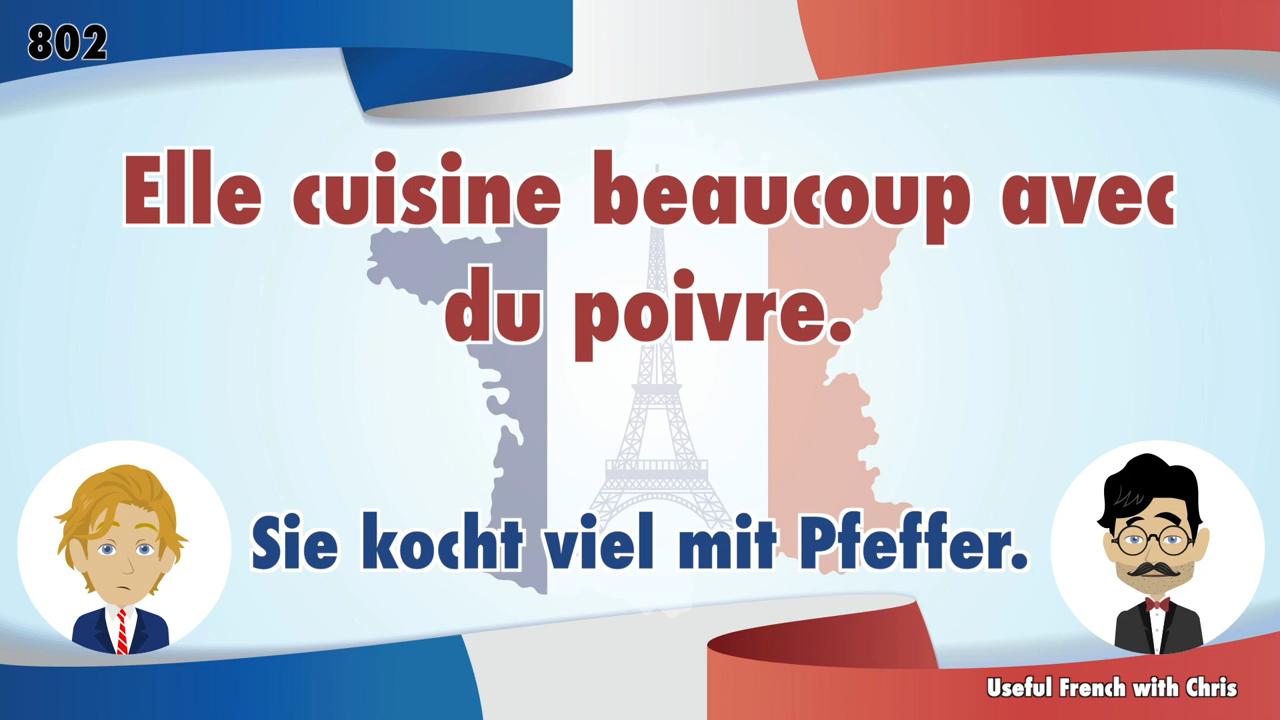 802
Elle cuisine beaucoup avec
du poivre.
Sie kocht viel mit Pfeffer.
Useful French with Chris